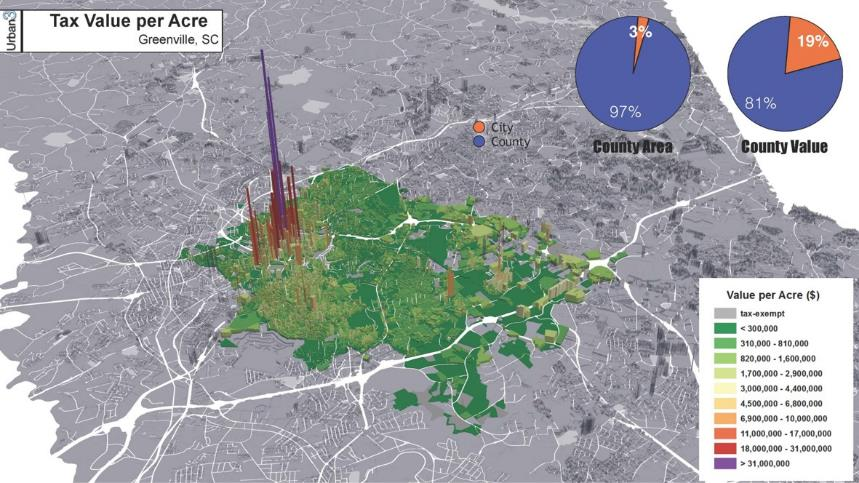 Urban3
Tax Value per Acre
Greenville, SC
3%
97%
County Area
19%
81%
County Value
City
County
Value per Acre ($)
tax-exempt
< 300,000
310,000 - 810,000
820,000 - 1,600,000
1,700,000 - 2,900,000
3,000,000 - 4,400,000
4,500,000 - 6,800,000
6,900,000 - 10,000,000
11,000,000 - 17,000,000
18,000,000 - 31,000,000
> 31,000,000